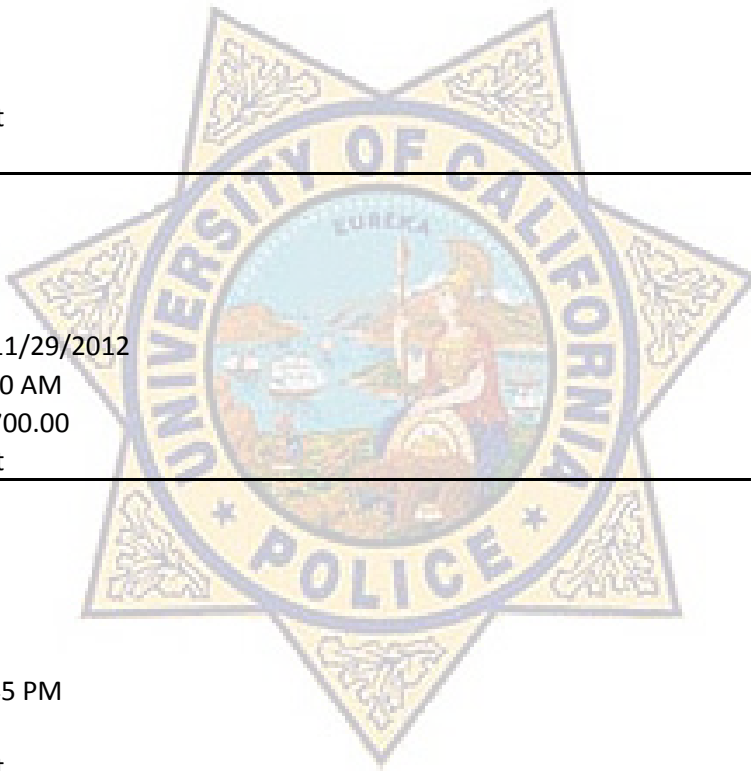 t
UNIVERSITY OF CALIFORNIA
EUREKA
11/29/2012
0 AM
700.00
t
POLICE
5 PM